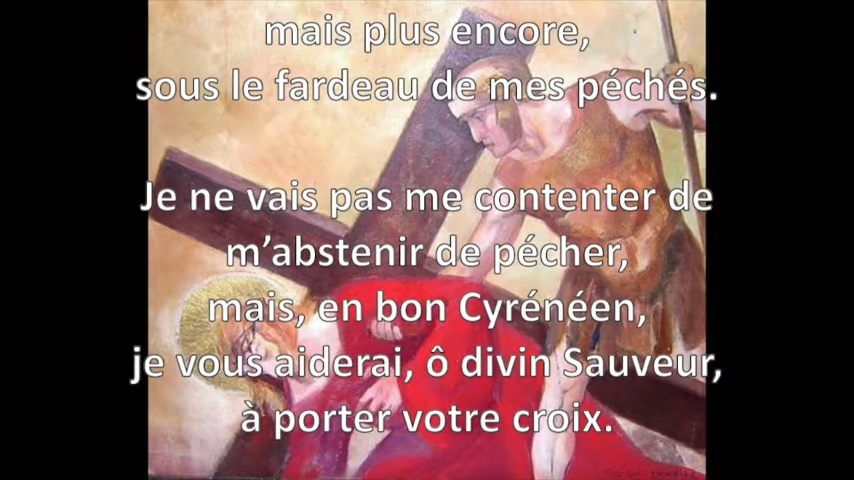 mais plus encore,
sous le fardeau de mes péchés.
Je ne vais pas me contenter de
m’abstenir de pécher,
mais, en bon Cyrénéen,
je vous aiderai, ô divin Sauveur,
à porter votre croix.